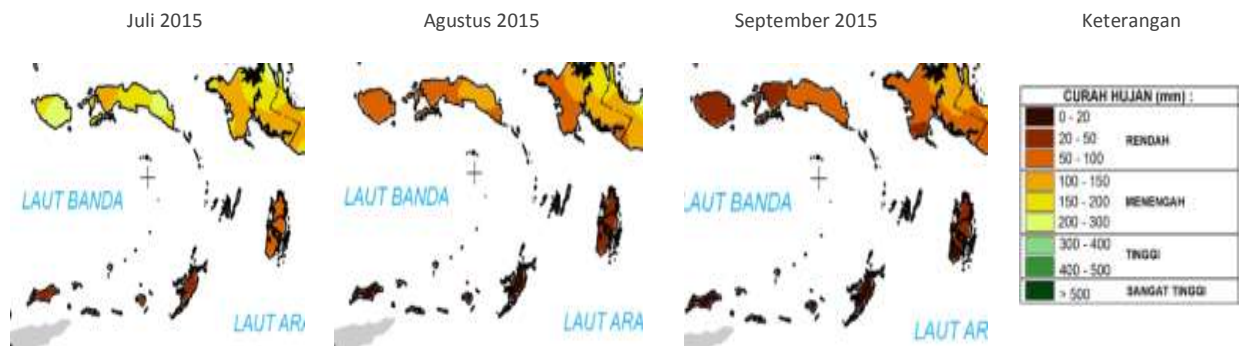 Juli 2015
Agustus 2015
September 2015
Keterangan
LAUT BANDA
LAUT ARA
LAUT BANDA
LAUT ARA
LAUT BANDA
LAUT AR
CURAH HUJAN (mm) :
0 - 20
20 - 50
RENDAH
50 - 100
100 - 150
150 - 200
MENENGAH
200 - 300
300 - 400
TINGGI
400 - 500
> 500
SANGAT TINGGI